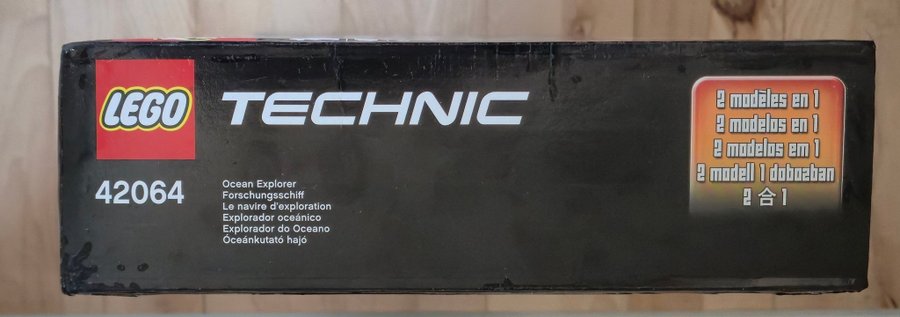 LEGO TECHNIC
42064
Ocean Explorer
Forschungsschiff
Le navire d'exploration
Explorador oceánico
Explorador do Oceano
Óceánkutató hajó
2 modèles en 1
2 modelos en 1
2 modelos em 1
2 modell 1 dobozban
2 合 1